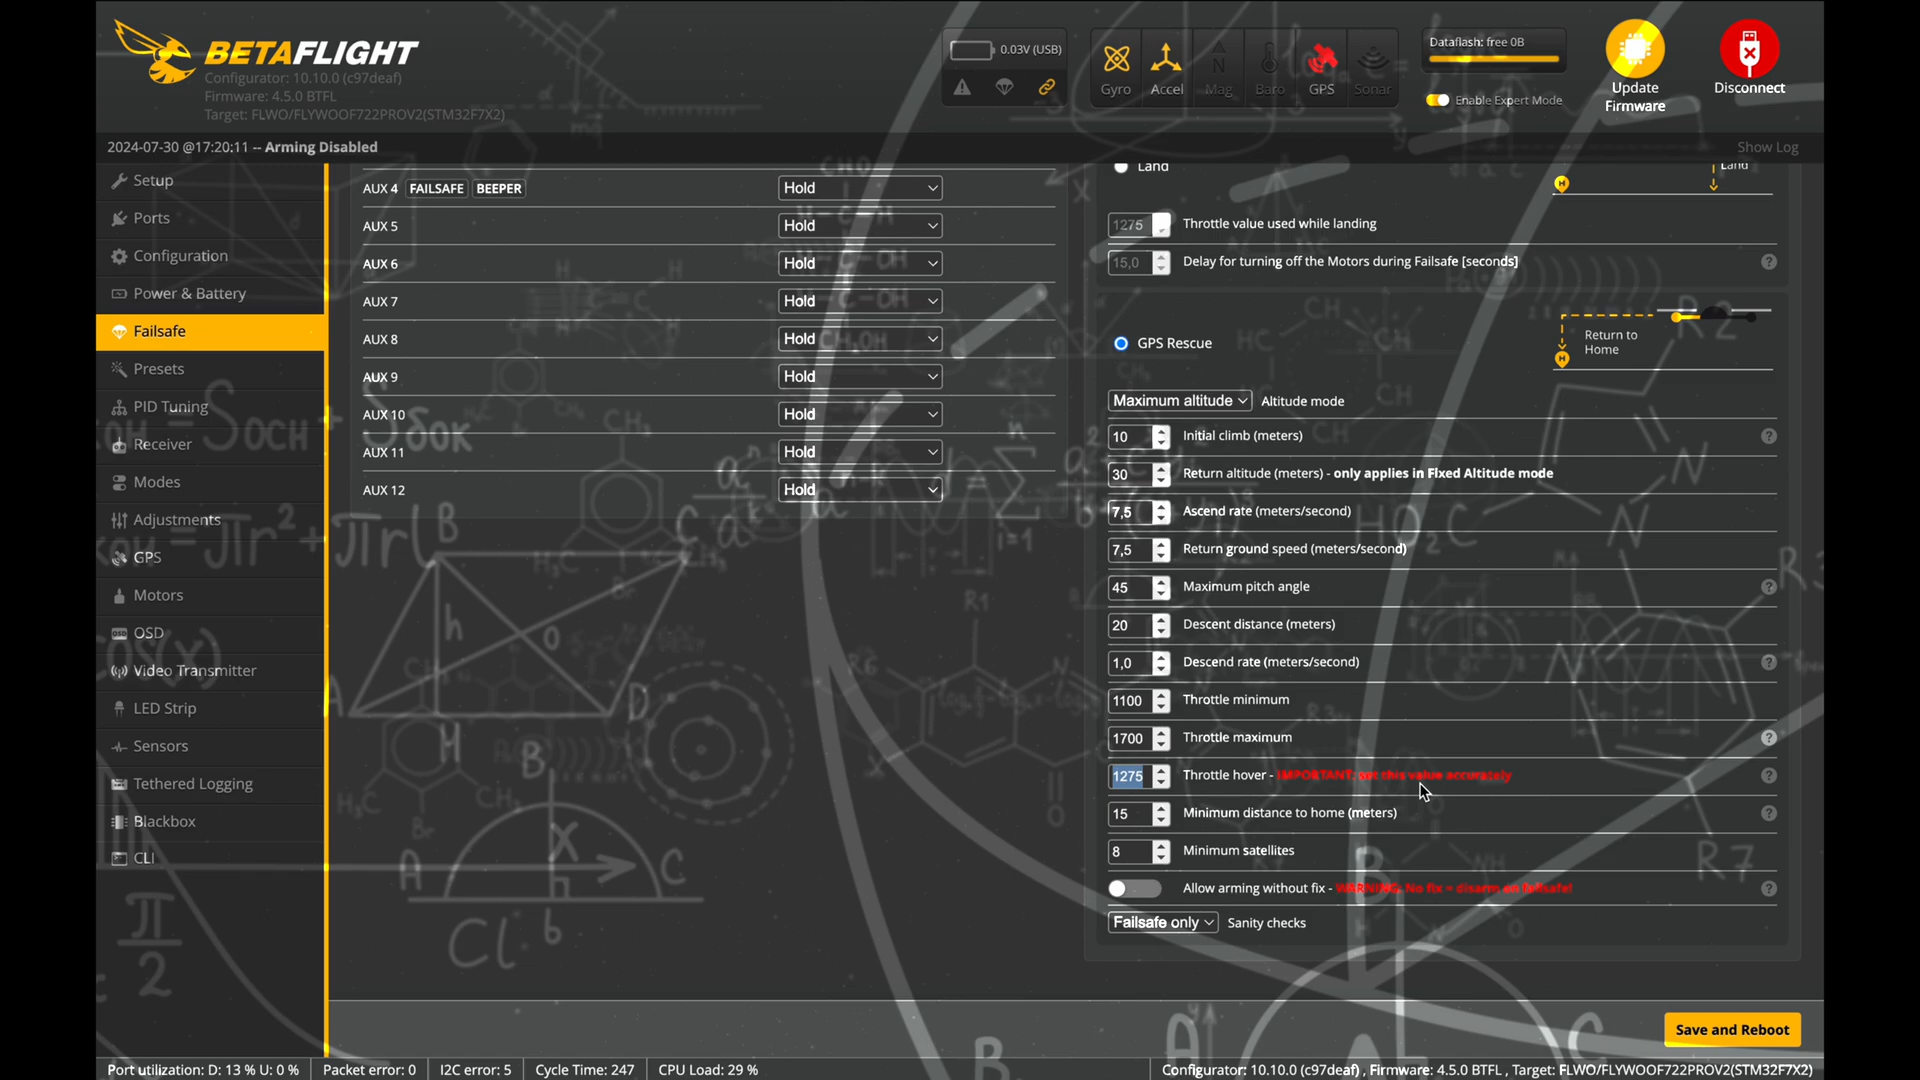 BETAFLIGHT
Configurator: 10.10.0 (c97deaf)
Firmware: 4.5.0 BTFL
Target: FLWO/FLYWOOF722PROV2(STM32F7X2)
0.03V (USB)
Gyro
Accel
Mag
Baro
GPS
Sonar
Dataflash: free 0B
Enable Expert Mode
Update
Firmware
Disconnect
2024-07-30 @17:20:11 -- Arming Disabled
Show Log
Setup
Ports
Configuration
Power & Battery
Failsafe
Presets
PID Tuning
Receiver
Modes
Adjustments
GPS
Motors
OSD
Video Transmitter
LED Strip
Sensors
Tethered Logging
Blackbox
CLI
AUX 4 FAILSAFE BEEPER Hold
AUX 5 Hold
AUX 6 Hold
AUX 7 Hold
AUX 8 Hold
AUX 9 Hold
AUX 10 Hold
AUX 11 Hold
AUX 12 Hold
Land
Land
1275 Throttle value used while landing
15,0 Delay for turning off the Motors during Failsafe [seconds]
GPS Rescue
Return to
Home
Maximum altitude Altitude mode
10 Initial climb (meters)
30 Return altitude (meters) - only applies in FIxed Altitude mode
7,5 Ascend rate (meters/second)
7,5 Return ground speed (meters/second)
45 Maximum pitch angle
20 Descent distance (meters)
1,0 Descend rate (meters/second)
1100 Throttle minimum
1700 Throttle maximum
1275 Throttle hover - IMPORTANT: set this value accurately
15 Minimum distance to home (meters)
8 Minimum satellites
Allow arming without fix - WARNING: No fix = disarm on failsafe!
Failsafe only Sanity checks
Save and Reboot
Port utilization: D: 13 % U: 0 %
Packet error: 0
I2C error: 5
Cycle Time: 247
CPU Load: 29 %
Configurator: 10.10.0 (c97deaf) , Firmware: 4.5.0 BTFL , Target: FLWO/FLYWOOF722PROV2(STM32F7X2)